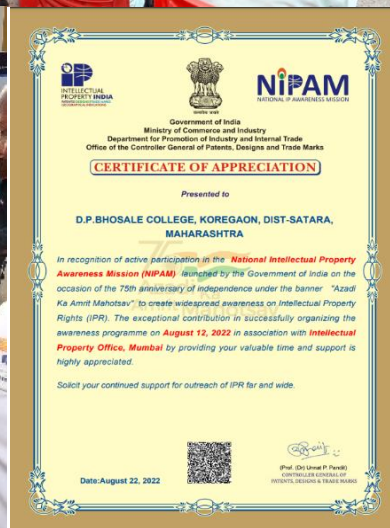 INTELLECTUAL
PROPERTY INDIA
सत्यमेव जयते
NiPAM
NATIONAL IP AWARENESS MISSION
Government of India
Ministry of Commerce and Industry
Department for Promotion of Industry and Internal Trade
Office of the Controller General of Patents, Designs and Trade Marks
CERTIFICATE OF APPRECIATION
Presented to
D.P.BHOSALE COLLEGE, KOREGAON, DIST-SATARA,
MAHARASHTRA
In recognition of active participation in the National Intellectual Property
Awareness Mission (NIPAM) launched by the Government of India on the
occasion of the 75th anniversary of independence under the banner "Azadi
Ka Amrit Mahotsav" to create widespread awareness on Intellectual Property
Rights (IPR). The exceptional contribution in successfully organizing the
awareness programme on August 12, 2022 in association with Intellectual
Property Office, Mumbai by providing your valuable time and support is
highly appreciated.
Solicit your continued support for outreach of IPR far and wide.
Date:August 22, 2022
(Prof. (Dr) Unnat P. Pandit)
CONTROLLER GENERAL OF
PATENTS, DESIGNS & TRADE MARKS